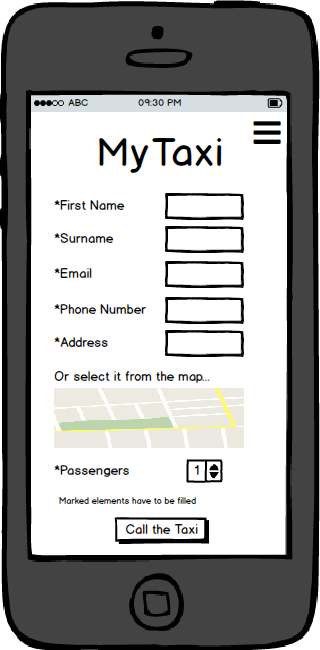 ABC 09:30 PM
MyTaxi
*First Name
*Surname
*Email
*Phone Number
*Address
Or select it from the map...
*Passengers 1
Marked elements have to be filled
Call the Taxi